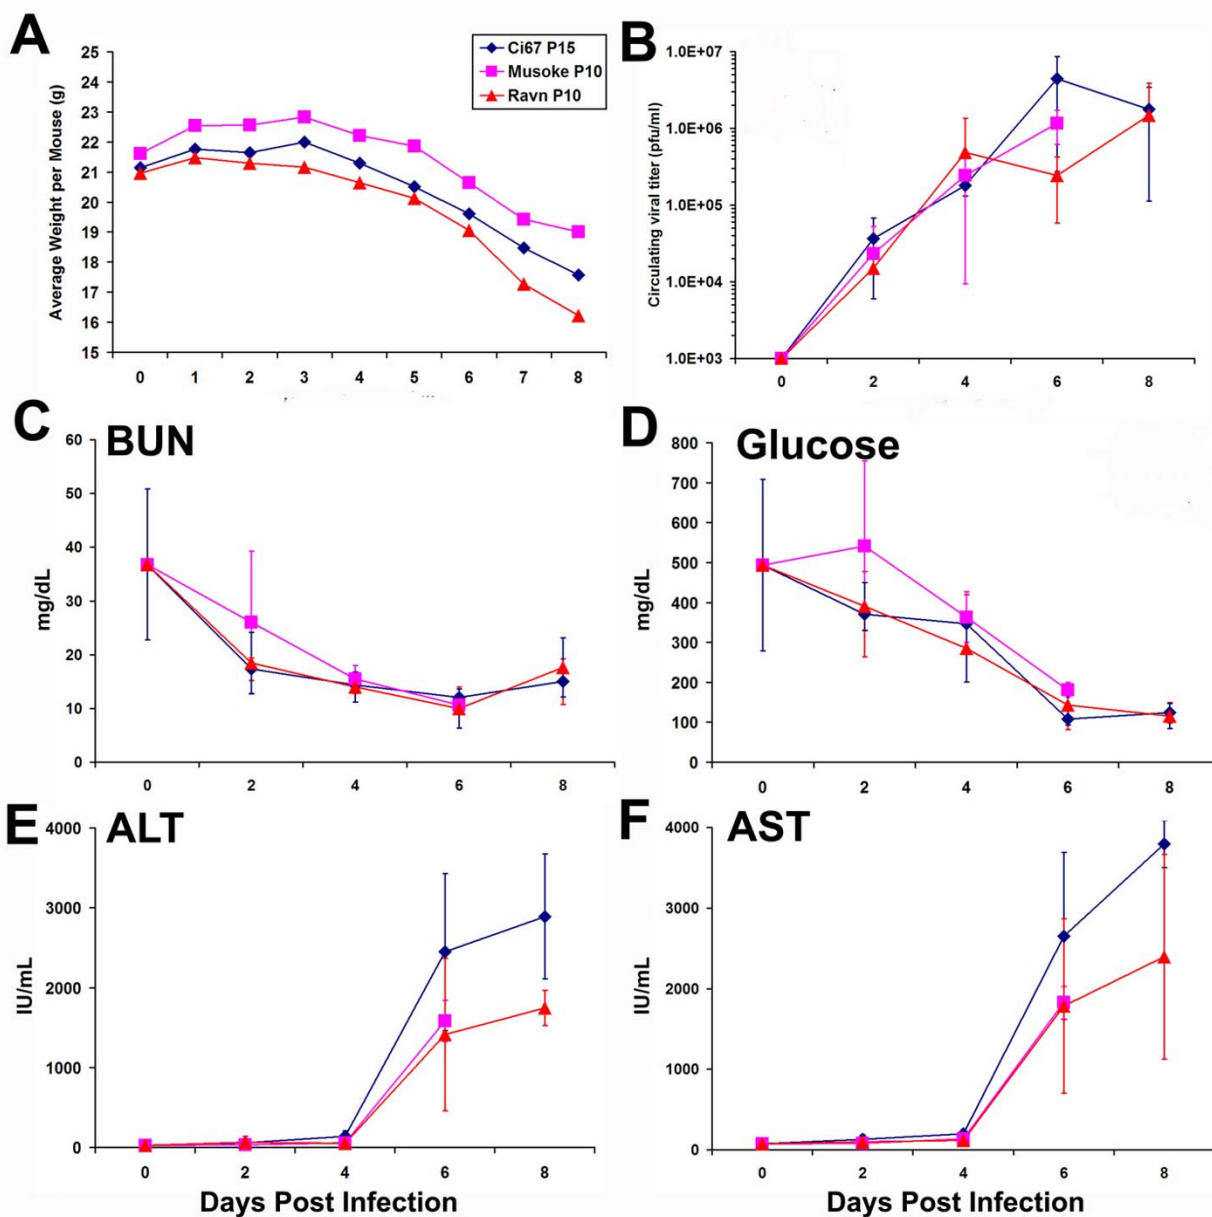 A
25
24
23
22
21
20
19
18
17
16
15
Average Weight per Mouse (g)
0 1 2 3 4 5 6 7 8
Ci67 P15
Musoke P10
Ravn P10
B
1.0E+07
1.0E+06
1.0E+05
1.0E+04
1.0E+03
Circulating viral titer (pfu/ml)
0 2 4 6 8
C
BUN
60
50
40
30
20
10
0
mg/dL
0 2 4 6 8
D
Glucose
800
700
600
500
400
300
200
100
0
mg/dL
0 2 4 6 8
E
ALT
4000
3000
2000
1000
0
IU/mL
0 2 4 6 8
Days Post Infection
F
AST
4000
3000
2000
1000
0
IU/mL
0 2 4 6 8
Days Post Infection